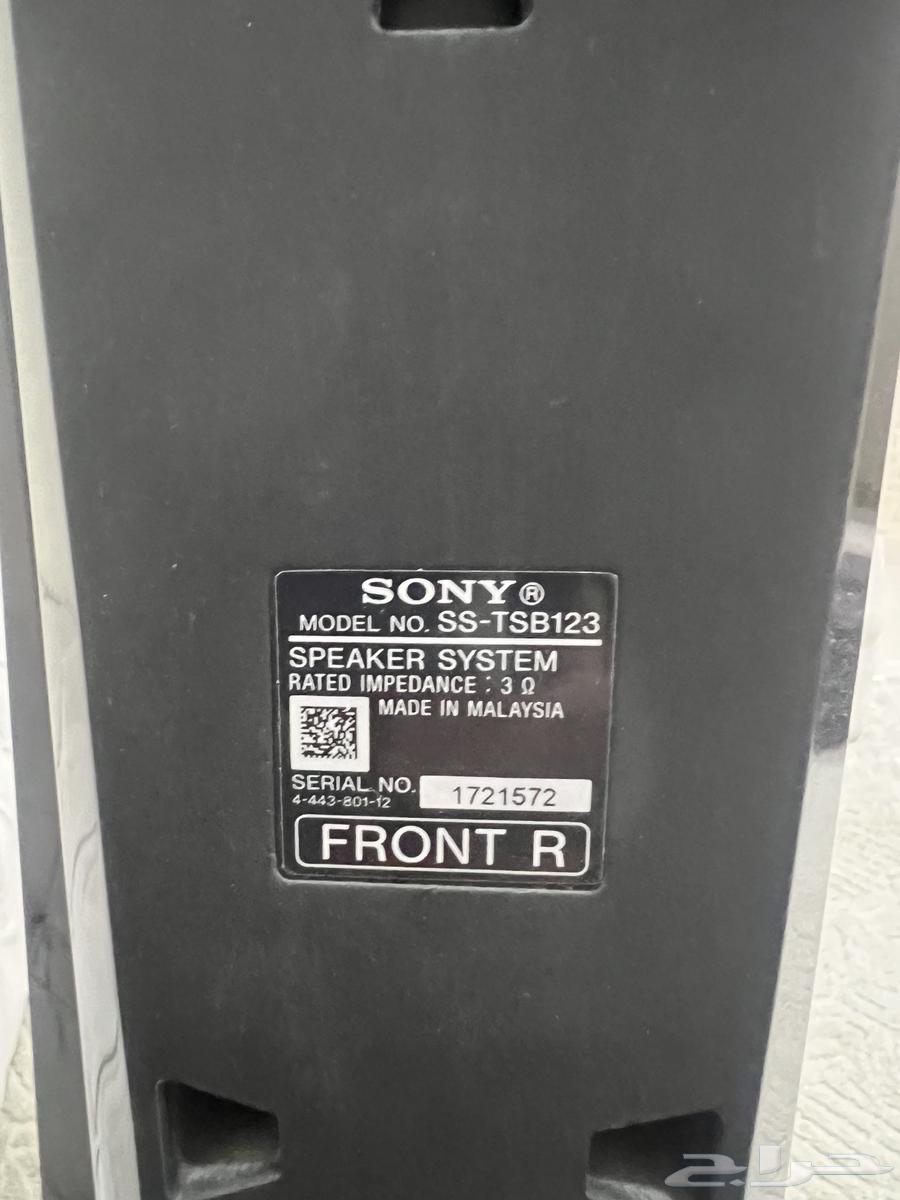 SONY®
MODEL NO. SS-TSB123
SPEAKER SYSTEM
RATED IMPEDANCE : 3 Ω
MADE IN MALAYSIA
SERIAL NO. 1721572
4-443-801-12
FRONT R
حراج